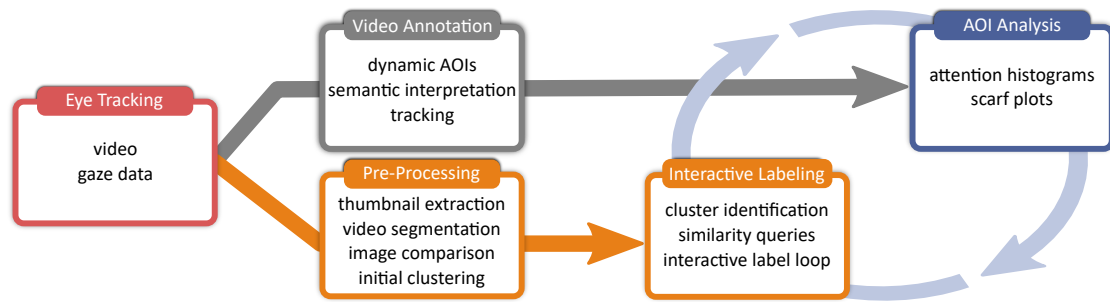 Eye Tracking
video
gaze data
Video Annotation
dynamic AOIs
semantic interpretation
tracking
Pre-Processing
thumbnail extraction
video segmentation
image comparison
initial clustering
Interactive Labeling
cluster identification
similarity queries
interactive label loop
AOI Analysis
attention histograms
scarf plots